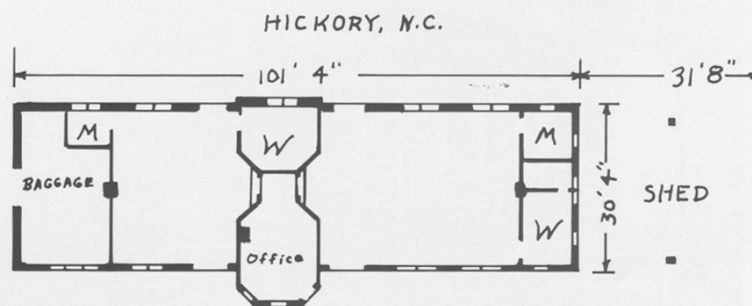 HICKORY, N.C.
101' 4"
31'8"
M
W
M
BAGGAGE
30' 4"
SHED
W
Office